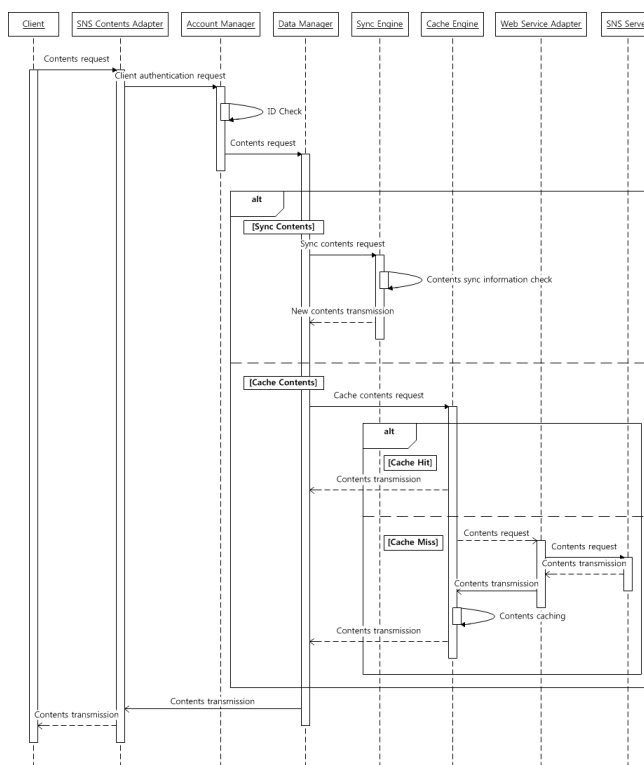 Client
SNS Contents Adapter
Account Manager
Data Manager
Sync Engine
Cache Engine
Web Service Adapter
SNS Serve
Contents request
Client authentication request
ID Check
Contents request
alt
[Sync Contents]
Sync contents request
Contents sync information check
New contents transmission
[Cache Contents]
Cache contents request
alt
[Cache Hit]
Contents transmission
[Cache Miss]
Contents request
Contents request
Contents transmission
Contents transmission
Contents caching
Contents transmission
Contents transmission
Contents transmission